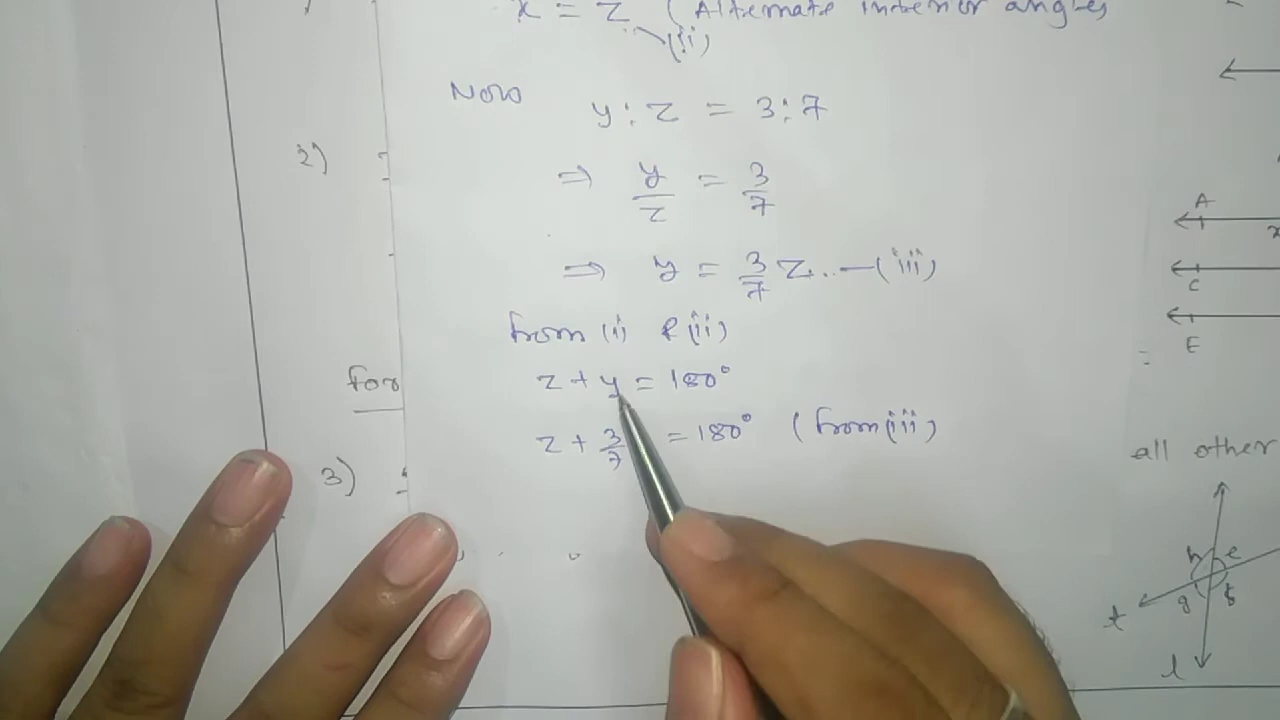 x = z (Alternate interior angles
(ii)
Now
y : z = 3 : 7
2)
⇒ y/z = 3/7
⇒ y = 3/7 z .. — (iii)
from (i) & (ii)
z + y = 180°
for
z + 3/7 = 180° (from (iii)
3)
A
C
E
all other
h e
g f
t
l